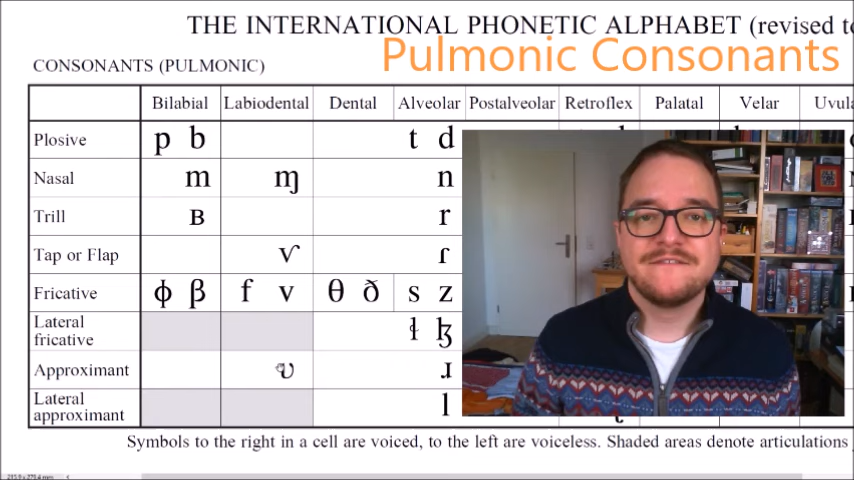 THE INTERNATIONAL PHONETIC ALPHABET (revised to
Pulmonic Consonants
CONSONANTS (PULMONIC)
Bilabial Labiodental Dental Alveolar Postalveolar Retroflex Palatal Velar Uvula
Plosive p b t d
Nasal m ɱ n
Trill ʙ r
Tap or Flap ⱱ ɾ
Fricative ɸ β f v θ ð s z
Lateral
fricative ɬ ɮ
Approximant ʋ ɹ
Lateral
approximant l
Symbols to the right in a cell are voiced, to the left are voiceless. Shaded areas denote articulations